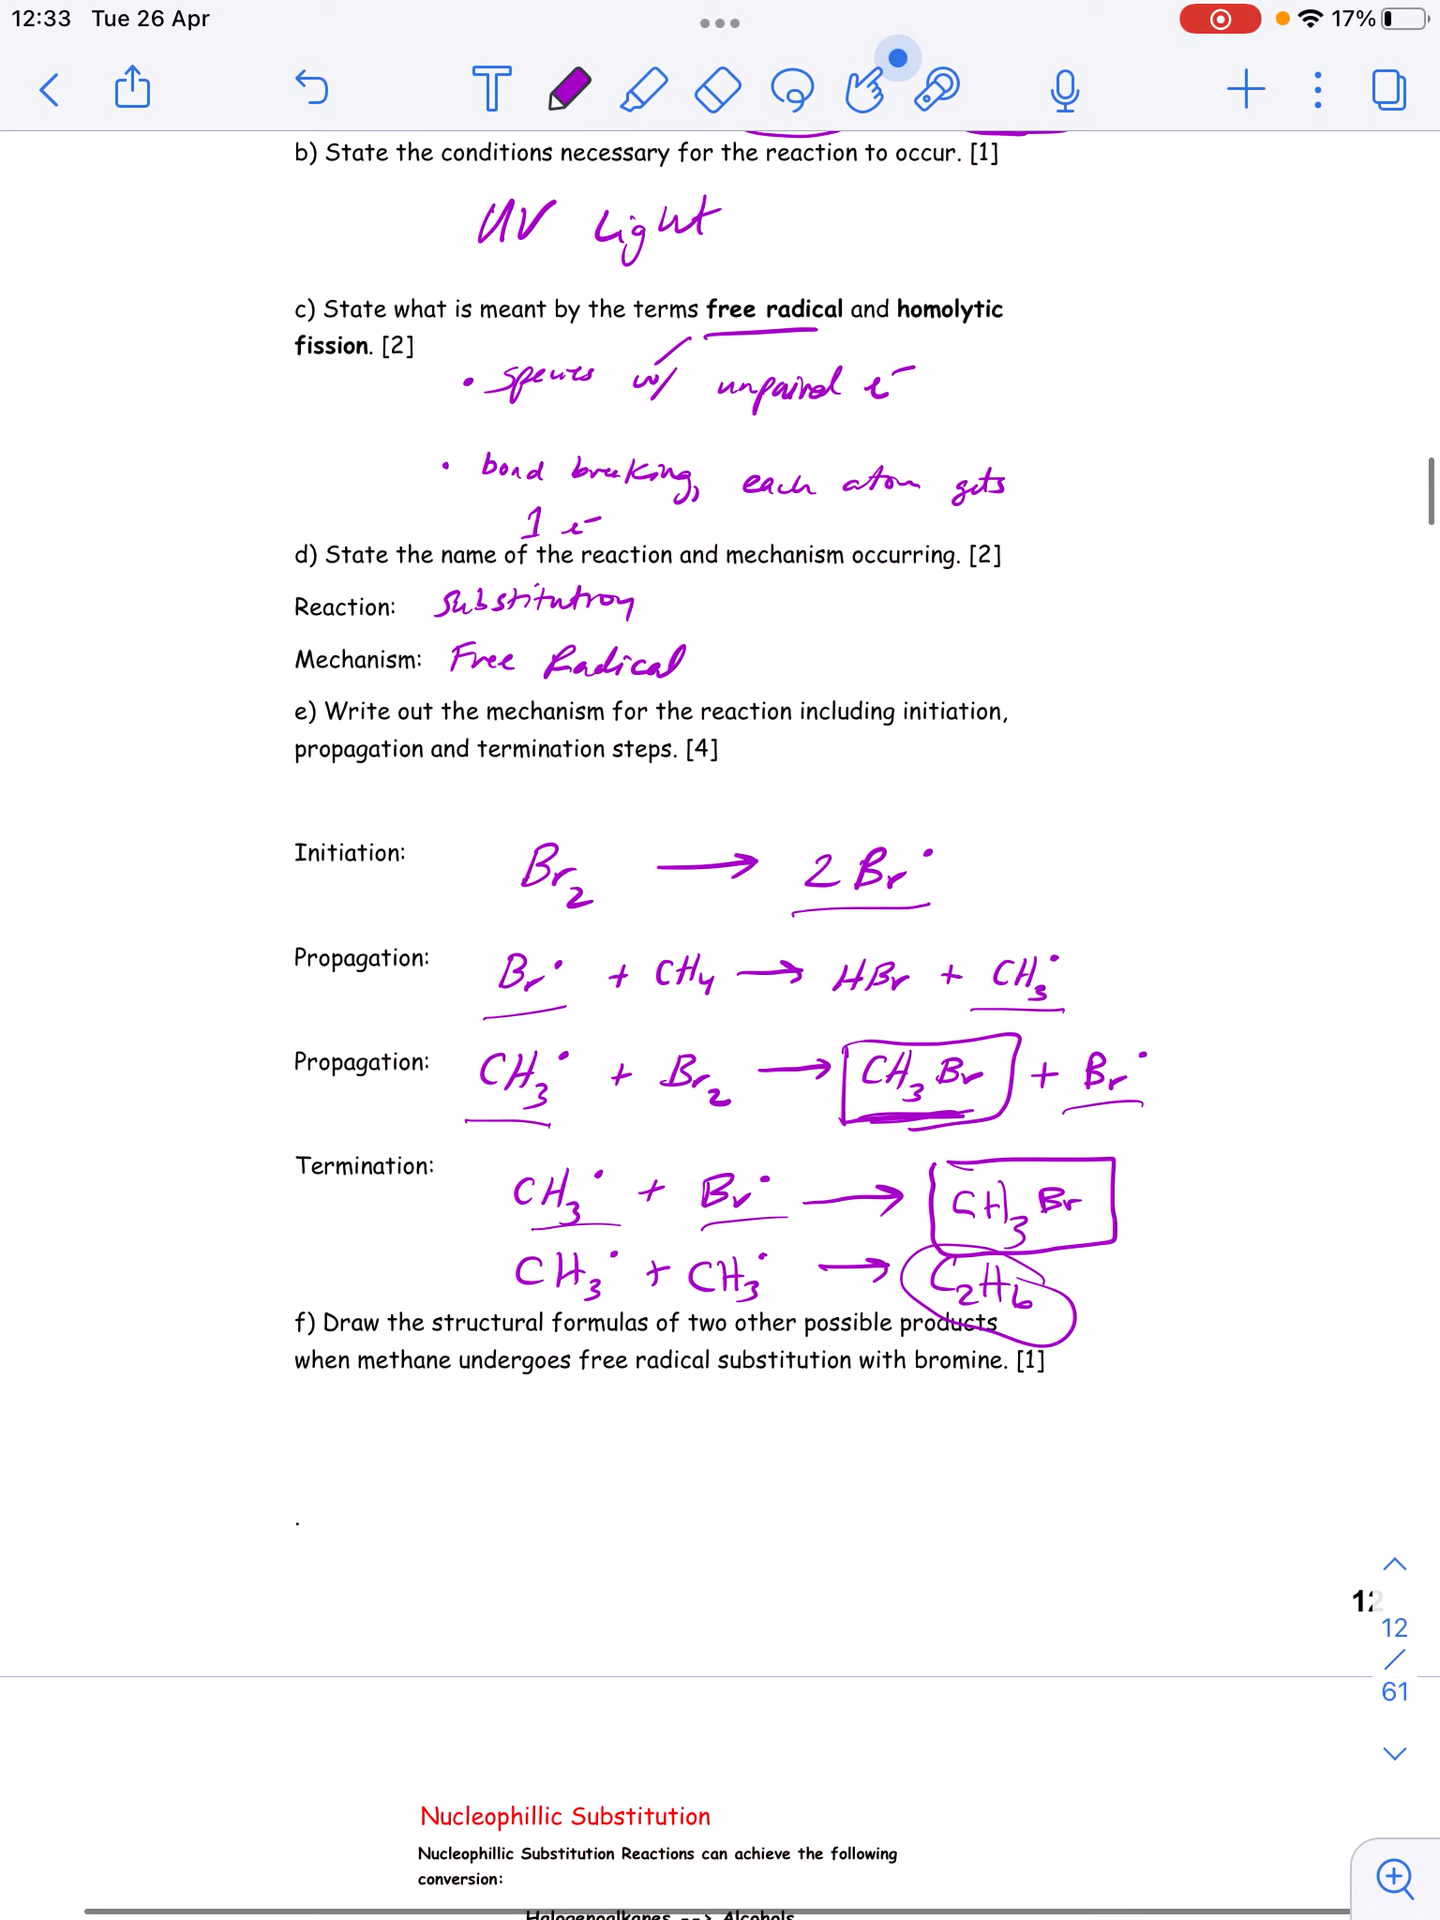 12:33 Tue 26 Apr
17%
b) State the conditions necessary for the reaction to occur. [1]
UV light
c) State what is meant by the terms free radical and homolytic
fission. [2]
• species w/ unpaired e⁻
• bond breaking, each atom gets
1 e⁻
d) State the name of the reaction and mechanism occurring. [2]
Reaction: Substitution
Mechanism: Free Radical
e) Write out the mechanism for the reaction including initiation,
propagation and termination steps. [4]
Initiation: Br₂ → 2 Br•
Propagation: Br• + CH₄ → HBr + CH₃•
Propagation: CH₃• + Br₂ → CH₃Br + Br•
Termination: CH₃• + Br• → CH₃Br
CH₃• + CH₃• → C₂H₆
f) Draw the structural formulas of two other possible products
when methane undergoes free radical substitution with bromine. [1]
.
12
12
/
61
Nucleophillic Substitution
Nucleophillic Substitution Reactions can achieve the following
conversion:
Halogenoalkanes --> Alcohols